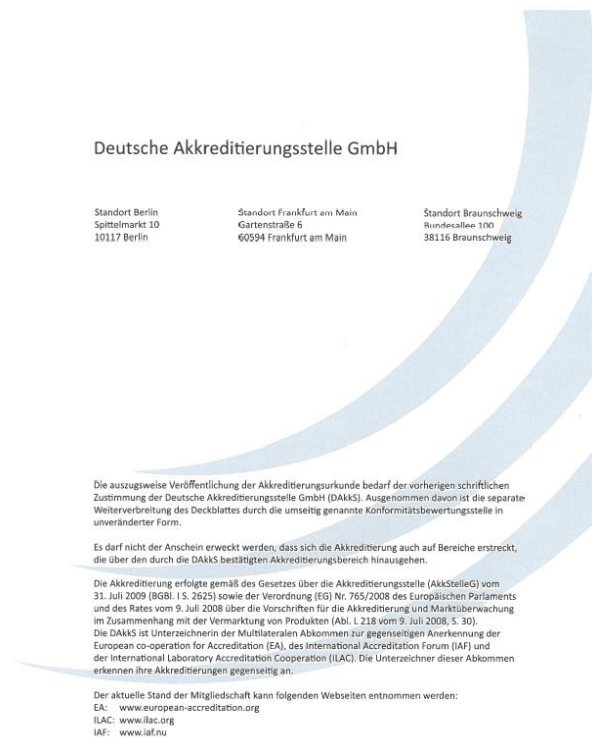 Deutsche Akkreditierungsstelle GmbH
Standort Berlin
Spittelmarkt 10
10117 Berlin
Standort Frankfurt am Main
Gartenstraße 6
60594 Frankfurt am Main
Standort Braunschweig
Bundesallee 100
38116 Braunschweig
Die auszugsweise Veröffentlichung der Akkreditierungsurkunde bedarf der vorherigen schriftlichen
Zustimmung der Deutsche Akkreditierungsstelle GmbH (DAkkS). Ausgenommen davon ist die separate
Weiterverbreitung des Deckblattes durch die umseitig genannte Konformitätsbewertungsstelle in
unveränderter Form.
Es darf nicht der Anschein erweckt werden, dass sich die Akkreditierung auch auf Bereiche erstreckt,
die über den durch die DAkkS bestätigten Akkreditierungsbereich hinausgehen.
Die Akkreditierung erfolgte gemäß des Gesetzes über die Akkreditierungsstelle (AkkStelleG) vom
31. Juli 2009 (BGBl. I S. 2625) sowie der Verordnung (EG) Nr. 765/2008 des Europäischen Parlaments
und des Rates vom 9. Juli 2008 über die Vorschriften für die Akkreditierung und Marktüberwachung
im Zusammenhang mit der Vermarktung von Produkten (Abl. L 218 vom 9. Juli 2008, S. 30).
Die DAkkS ist Unterzeichnerin der Multilateralen Abkommen zur gegenseitigen Anerkennung der
European co-operation for Accreditation (EA), des International Accreditation Forum (IAF) und
der International Laboratory Accreditation Cooperation (ILAC). Die Unterzeichner dieser Abkommen
erkennen ihre Akkreditierungen gegenseitig an.
Der aktuelle Stand der Mitgliedschaft kann folgenden Webseiten entnommen werden:
EA: www.european-accreditation.org
ILAC: www.ilac.org
IAF: www.iaf.nu